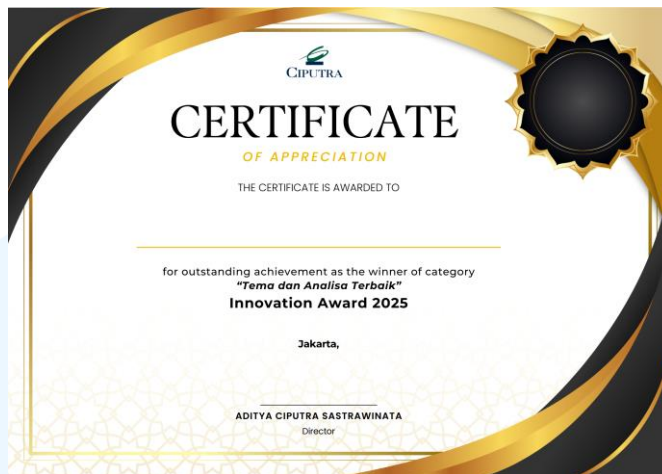 CIPUTRA
CERTIFICATE
OF APPRECIATION
THE CERTIFICATE IS AWARDED TO
for outstanding achievement as the winner of category
“Tema dan Analisa Terbaik”
Innovation Award 2025
Jakarta,
ADITYA CIPUTRA SASTRAWINATA
Director